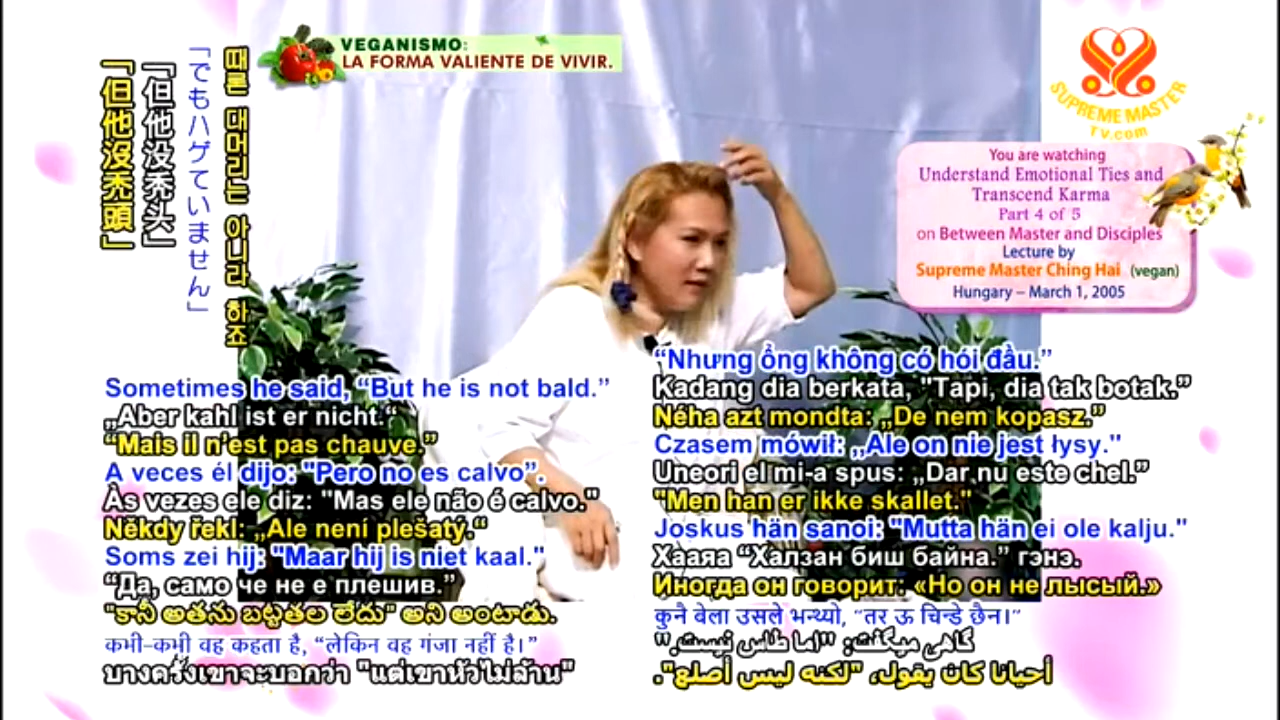 VEGANISMO:
LA FORMA VALIENTE DE VIVIR.
SUPREME MASTER
TV.com
You are watching
Understand Emotional Ties and
Transcend Karma
Part 4 of 5
on Between Master and Disciples
Lecture by
Supreme Master Ching Hai (vegan)
Hungary – March 1, 2005
때론 대머리는 아니라 하죠
「でもハゲていません」
『但他没秃头』
『但他沒禿頭』
Sometimes he said, “But he is not bald.”
„Aber kahl ist er nicht.“
“Mais il n’est pas chauve.”
A veces él dijo: "Pero no es calvo”.
Às vezes ele diz: "Mas ele não é calvo."
Někdy řekl: „Ale není plešatý.“
Soms zei hij: "Maar hij is niet kaal."
“Да, само че не е плешив.”
"కానీ అతను బట్టతల లేదు" అని అంటాడు.
कभी-कभी वह कहता है, “लेकिन वह गंजा नहीं है।”
บางครั้งเขาจะบอกว่า "แต่เขาหัวไม่ล้าน"
“Nhưng ổng không có hói đầu.”
Kadang dia berkata, "Tapi, dia tak botak.”
Néha azt mondta: „De nem kopasz.”
Czasem mówił: „Ale on nie jest łysy.''
Uneori el mi-a spus: „Dar nu este chel.”
"Men han er ikke skallet."
Joskus hän sanoi: "Mutta hän ei ole kalju."
Хааяа “Халзан биш байна.” гэнэ.
Иногда он говорит: «Но он не лысый.»
कुनै बेला उसले भन्थ्यो, “तर ऊ चिन्डे छैन।”
گاهی میگفت: "اما طاس نیست."
أحيانا كان يقول، "لكنه ليس أصلع".